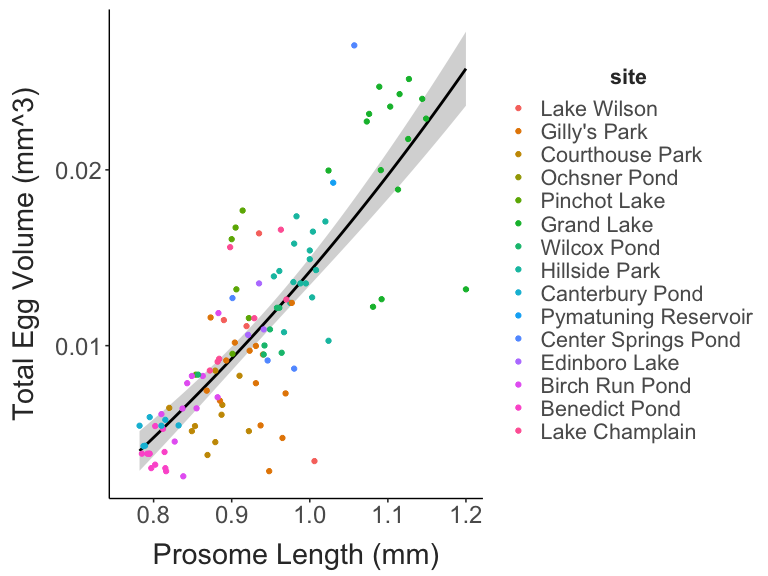 Total Egg Volume (mm^3)
0.02
0.01
0.8 0.9 1.0 1.1 1.2
Prosome Length (mm)
site
Lake Wilson
Gilly's Park
Courthouse Park
Ochsner Pond
Pinchot Lake
Grand Lake
Wilcox Pond
Hillside Park
Canterbury Pond
Pymatuning Reservoir
Center Springs Pond
Edinboro Lake
Birch Run Pond
Benedict Pond
Lake Champlain